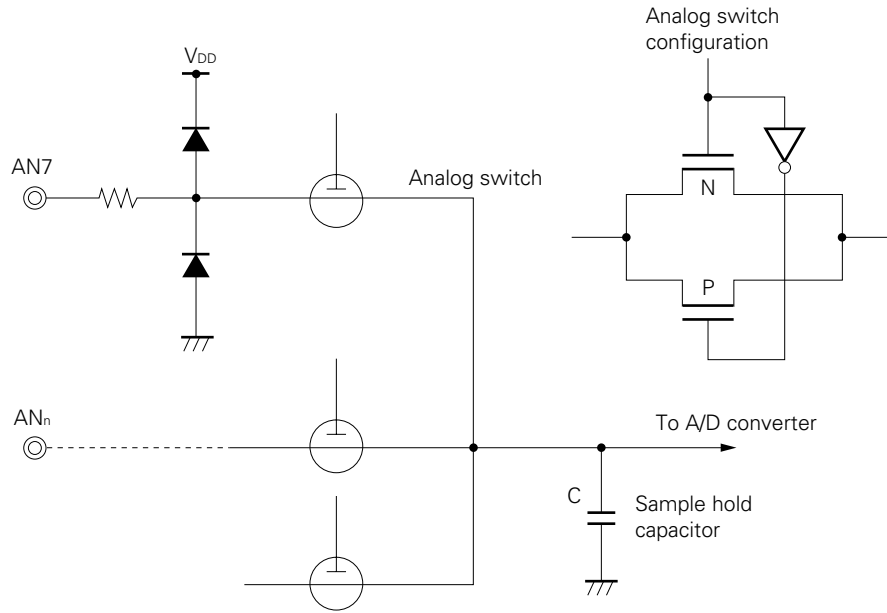 Analog switch
configuration
VDD
AN7
Analog switch
N
P
ANn
To A/D converter
C
Sample hold
capacitor